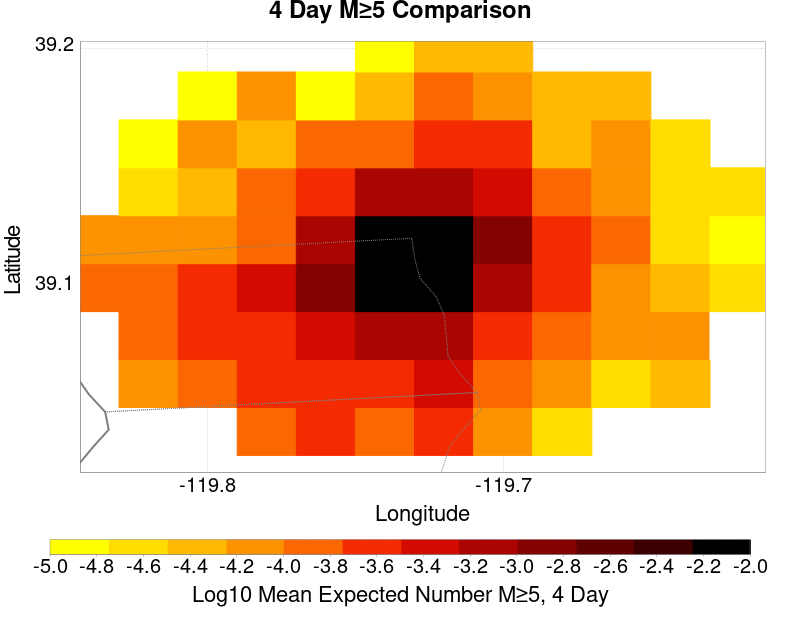 4 Day M≥5 Comparison
39.2
39.1
Latitude
-119.8 -119.7
Longitude
-5.0 -4.8 -4.6 -4.4 -4.2 -4.0 -3.8 -3.6 -3.4 -3.2 -3.0 -2.8 -2.6 -2.4 -2.2 -2.0
Log10 Mean Expected Number M≥5, 4 Day